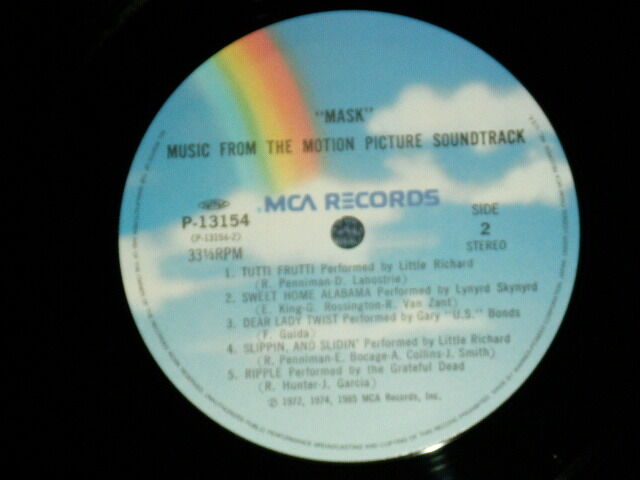 "MASK"
MUSIC FROM THE MOTION PICTURE SOUNDTRACK
MCA RECORDS
P-13154
(P-13154-2)
33⅓RPM
SIDE
2
STEREO
1. TUTTI FRUTTI Performed by Little Richard
(R. Penniman-D. Labostrie)
2. SWEET HOME ALABAMA Performed by Lynyrd Skynyrd
(E. King-G. Rossington-R. Van Zant)
3. DEAR LADY TWIST Performed by Gary "U.S." Bonds
(F. Guida)
4. SLIPPIN, AND SLIDIN' Performed by Little Richard
(R. Penniman-E. Bocage-A. Collins-J. Smith)
5. RIPPLE Performed by the Grateful Dead
(R. Hunter-J. Garcia)
Ⓟ 1972, 1974, 1985 MCA Records, Inc.